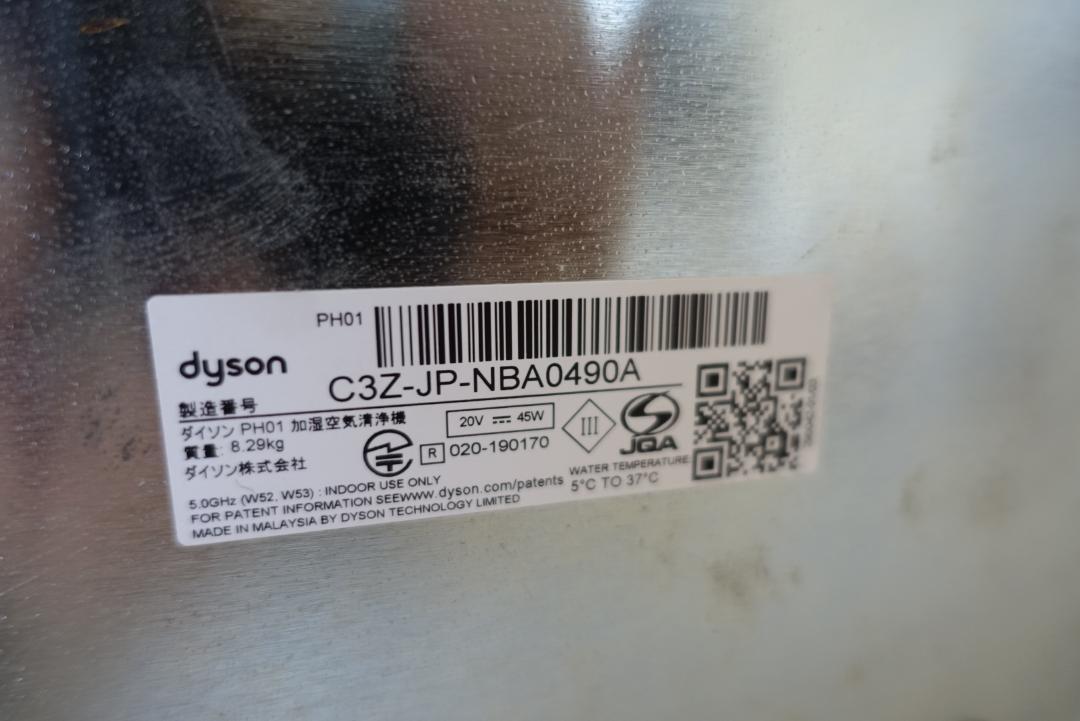 PH01
dyson
C3Z-JP-NBA0490A
製造番号
ダイソン PH01 加湿空気清浄機
質量: 8.29kg
ダイソン株式会社
20V ⎓ 45W
III
JQA
R 020-190170
WATER TEMPERATURE:
5°C TO 37°C
5.0GHz (W52, W53) : INDOOR USE ONLY
FOR PATENT INFORMATION SEEwww.dyson.com/patents
MADE IN MALAYSIA BY DYSON TECHNOLOGY LIMITED